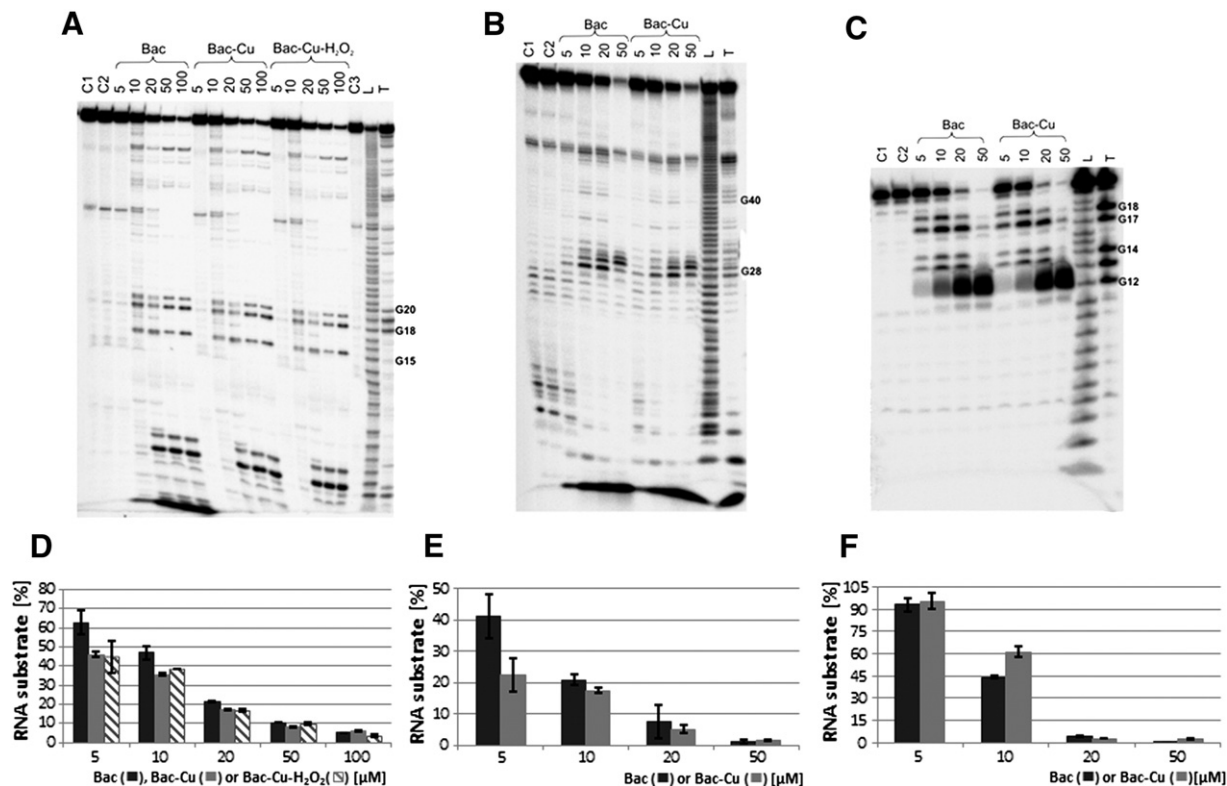 A
Bac
Bac-Cu
Bac-Cu-H₂O₂
C1 C2 5 10 20 50 100 5 10 20 50 100 5 10 20 50 100 C3 L T
G20
G18
G15
B
Bac
Bac-Cu
C1 C2 5 10 20 50 5 10 20 50 L T
G40
G28
C
Bac
Bac-Cu
C1 C2 5 10 20 50 5 10 20 50 L T
G18
G17
G14
G12
D
RNA substrate [%]
80
70
60
50
40
30
20
10
0
5 10 20 50 100
Bac (■), Bac-Cu (■) or Bac-Cu-H₂O₂(▧) [µM]
E
RNA substrate [%]
50
40
30
20
10
0
5 10 20 50
Bac (■) or Bac-Cu (■)[µM]
F
RNA substrate [%]
105
90
75
60
45
30
15
0
5 10 20 50
Bac (■) or Bac-Cu (■)[µM]